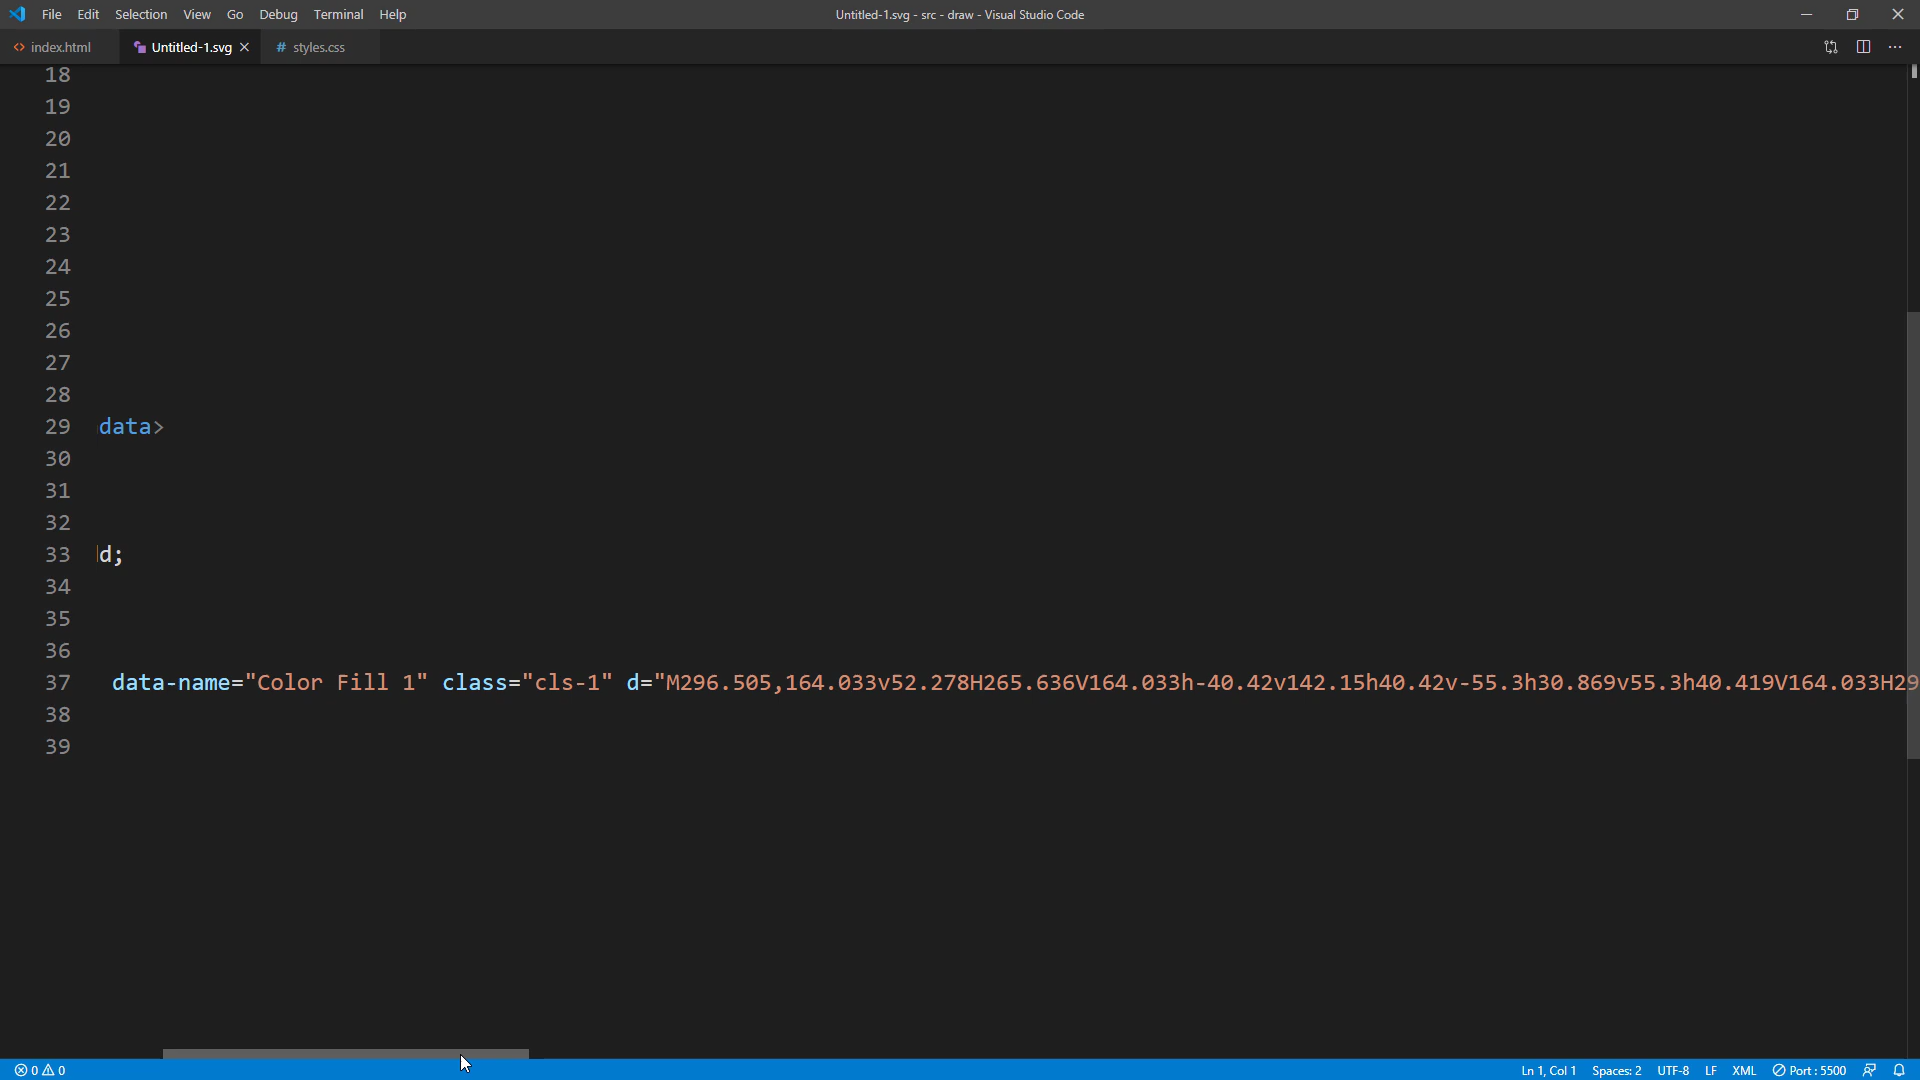 File Edit Selection View Go Debug Terminal Help
Untitled-1.svg - src - draw - Visual Studio Code
index.html
Untitled-1.svg
# styles.css
18
19
20
21
22
23
24
25
26
27
28
29 data>
30
31
32
33 d;
34
35
36
37 data-name="Color Fill 1" class="cls-1" d="M296.505,164.033v52.278H265.636V164.033h-40.42v142.15h40.42v-55.3h30.869v55.3h40.419V164.033H29
38
39
0 0
Ln 1, Col 1 Spaces: 2 UTF-8 LF XML Port : 5500